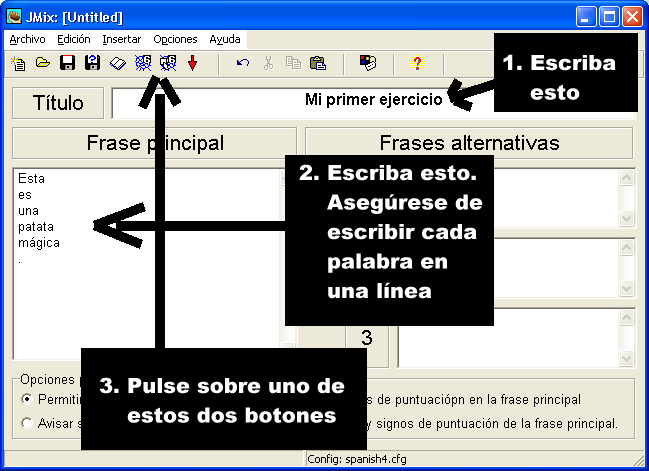 JMix: [Untitled]
Archivo Edición Insertar Opciones Ayuda
1. Escriba
esto
Título
Mi primer ejercicio
Frase principal
Frases alternativas
Esta
es
una
patata
mágica
.
2. Escriba esto.
Asegúrese de
escribir cada
palabra en
una línea
3
3. Pulse sobre uno de
estos dos botones
Opciones
Permitir
s de puntuaciópn en la frase principal
Avisar s
y signos de puntuación de la frase principal.
Config: spanish4.cfg